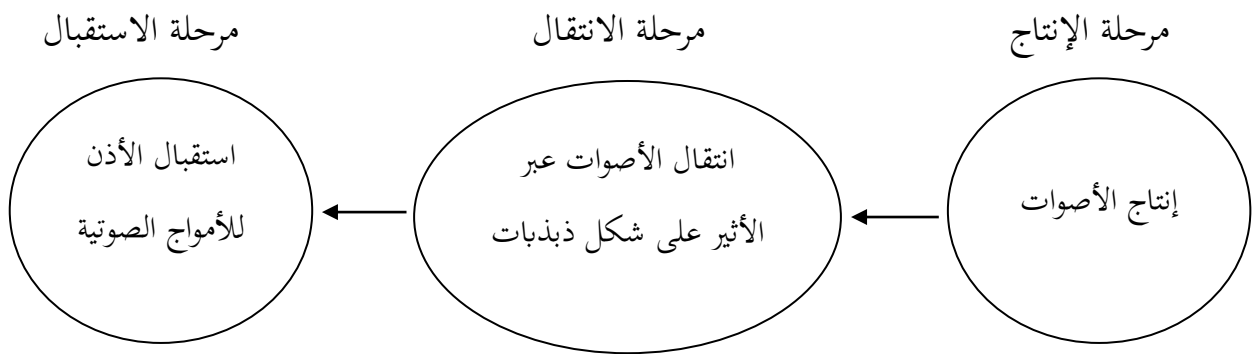 مرحلة الإنتاج
مرحلة الانتقال
مرحلة الاستقبال
إنتاج الأصوات
انتقال الأصوات عبر
الأثير على شكل ذبذبات
استقبال الأذن
للأمواج الصوتية